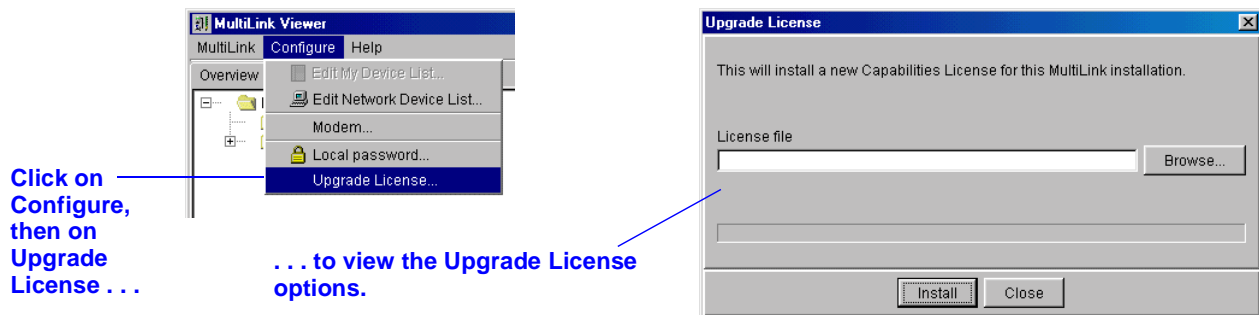 MultiLink Viewer
MultiLink Configure Help
Overview
Edit My Device List...
Edit Network Device List...
Modem...
Local password...
Upgrade License...
Click on
Configure,
then on
Upgrade
License . . .
. . . to view the Upgrade License
options.
Upgrade License
This will install a new Capabilities License for this MultiLink installation.
License file
Browse...
Install Close